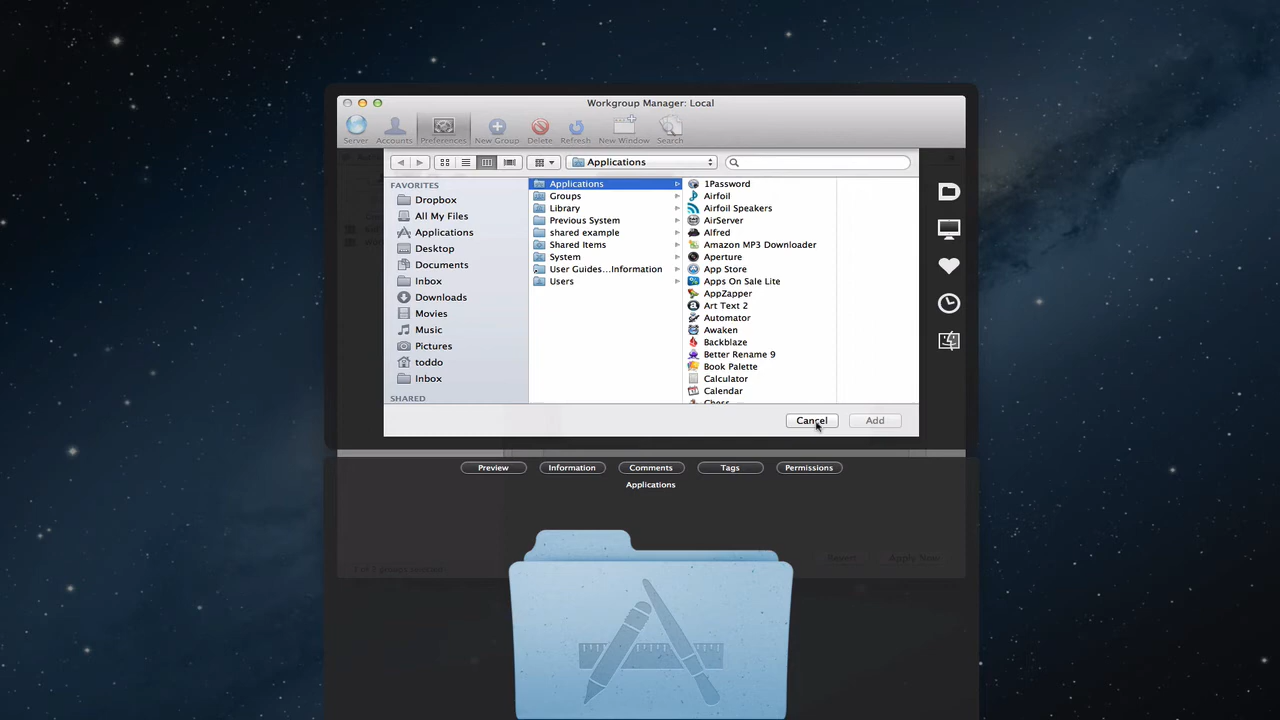 Workgroup Manager: Local
Server Accounts Preferences New Group Delete Refresh New Window Search
Applications
FAVORITES
Dropbox
All My Files
Applications
Desktop
Documents
Inbox
Downloads
Movies
Music
Pictures
toddo
Inbox
SHARED
Applications
Groups
Library
Previous System
shared example
Shared Items
System
User Guides...Information
Users
1Password
Airfoil
Airfoil Speakers
AirServer
Alfred
Amazon MP3 Downloader
Aperture
App Store
Apps On Sale Lite
AppZapper
Art Text 2
Automator
Awaken
Backblaze
Better Rename 9
Book Palette
Calculator
Calendar
Chess
Cancel Add
Preview Information Comments Tags Permissions
Applications
Revert Apply Now